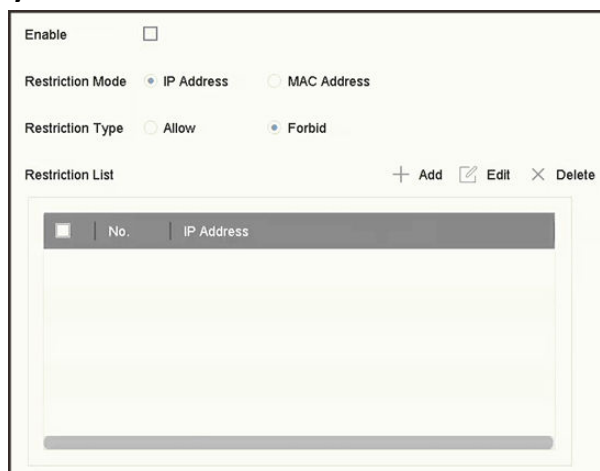 Enable
Restriction Mode IP Address MAC Address
Restriction Type Allow Forbid
Restriction List Add Edit Delete
No. IP Address